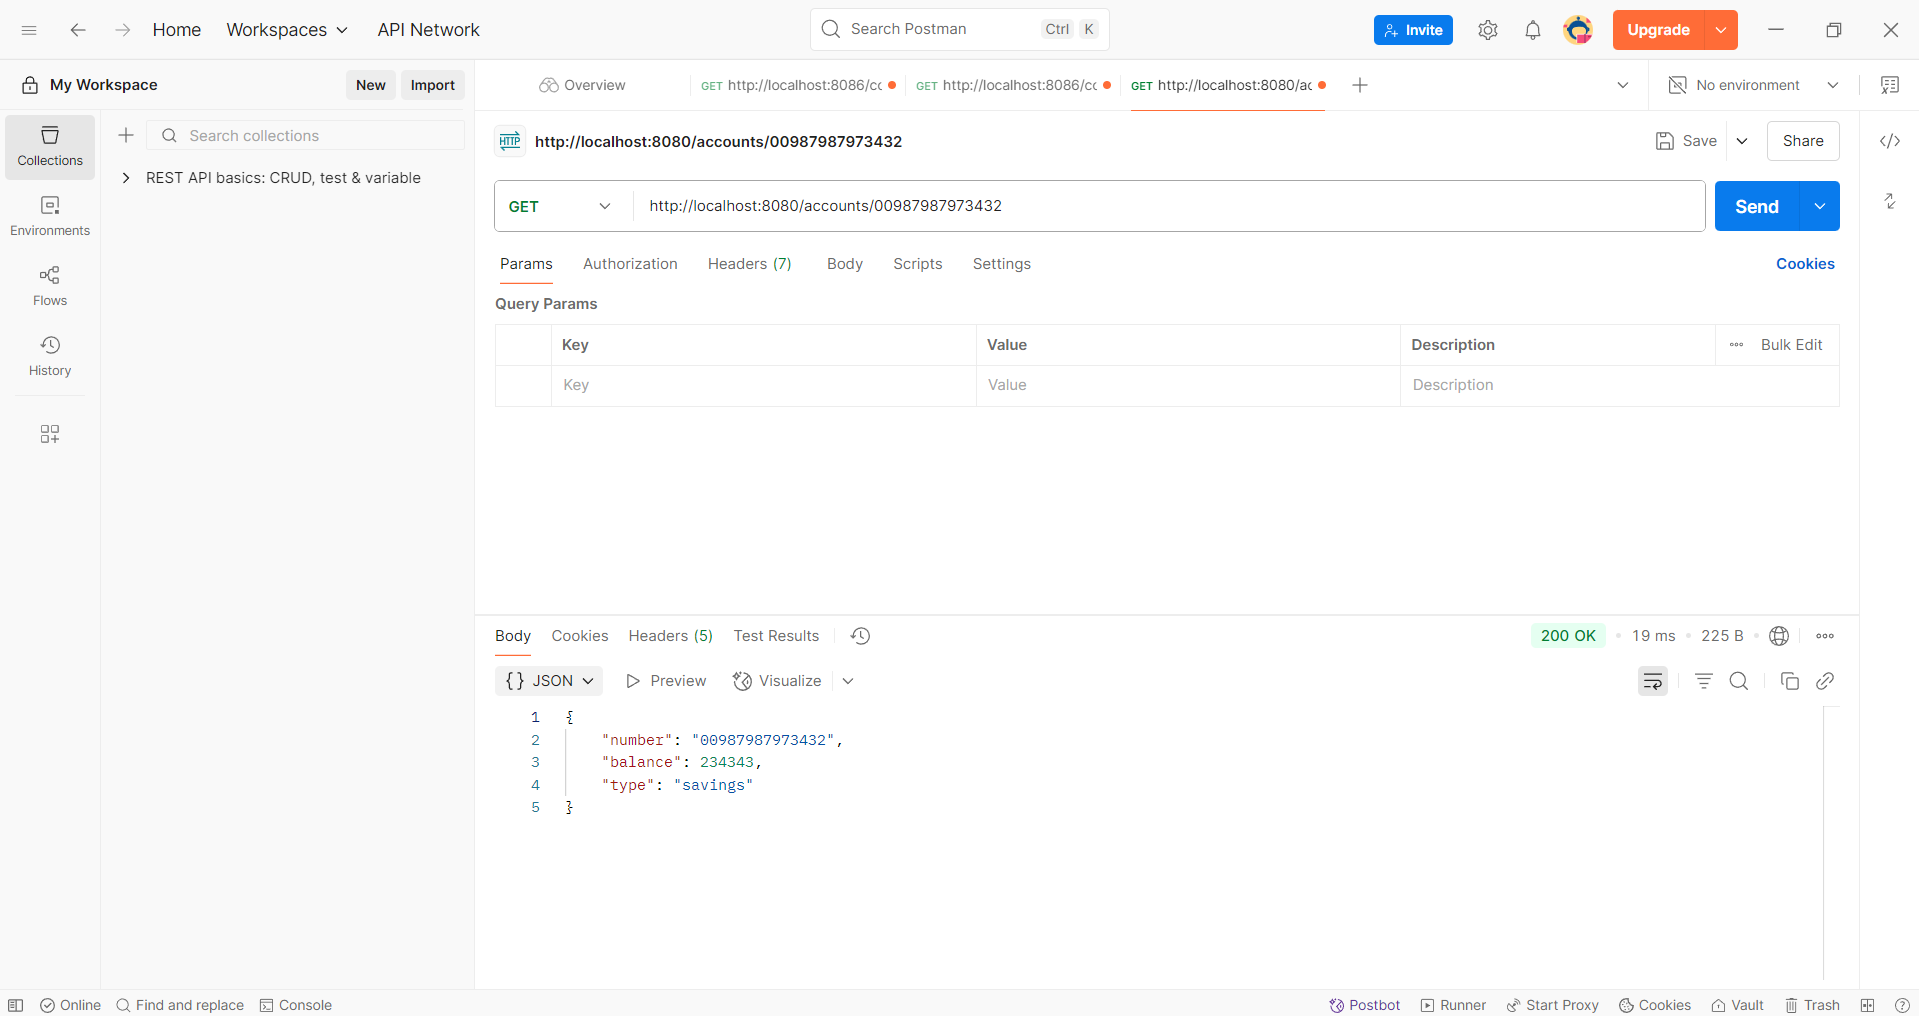 Home Workspaces API Network Search Postman Ctrl K Invite Upgrade
My Workspace New Import Overview GET http://localhost:8086/cc GET http://localhost:8086/cc GET http://localhost:8080/ac No environment
Collections
Environments
Flows
History
Search collections
REST API basics: CRUD, test & variable
HTTP http://localhost:8080/accounts/00987987973432 Save Share
GET http://localhost:8080/accounts/00987987973432 Send
Params Authorization Headers (7) Body Scripts Settings Cookies
Query Params
Key Value Description Bulk Edit
Key Value Description
Body Cookies Headers (5) Test Results 200 OK 19 ms 225 B
{} JSON Preview Visualize
1 {
2 "number": "00987987973432",
3 "balance": 234343,
4 "type": "savings"
5 }
Online Find and replace Console Postbot Runner Start Proxy Cookies Vault Trash